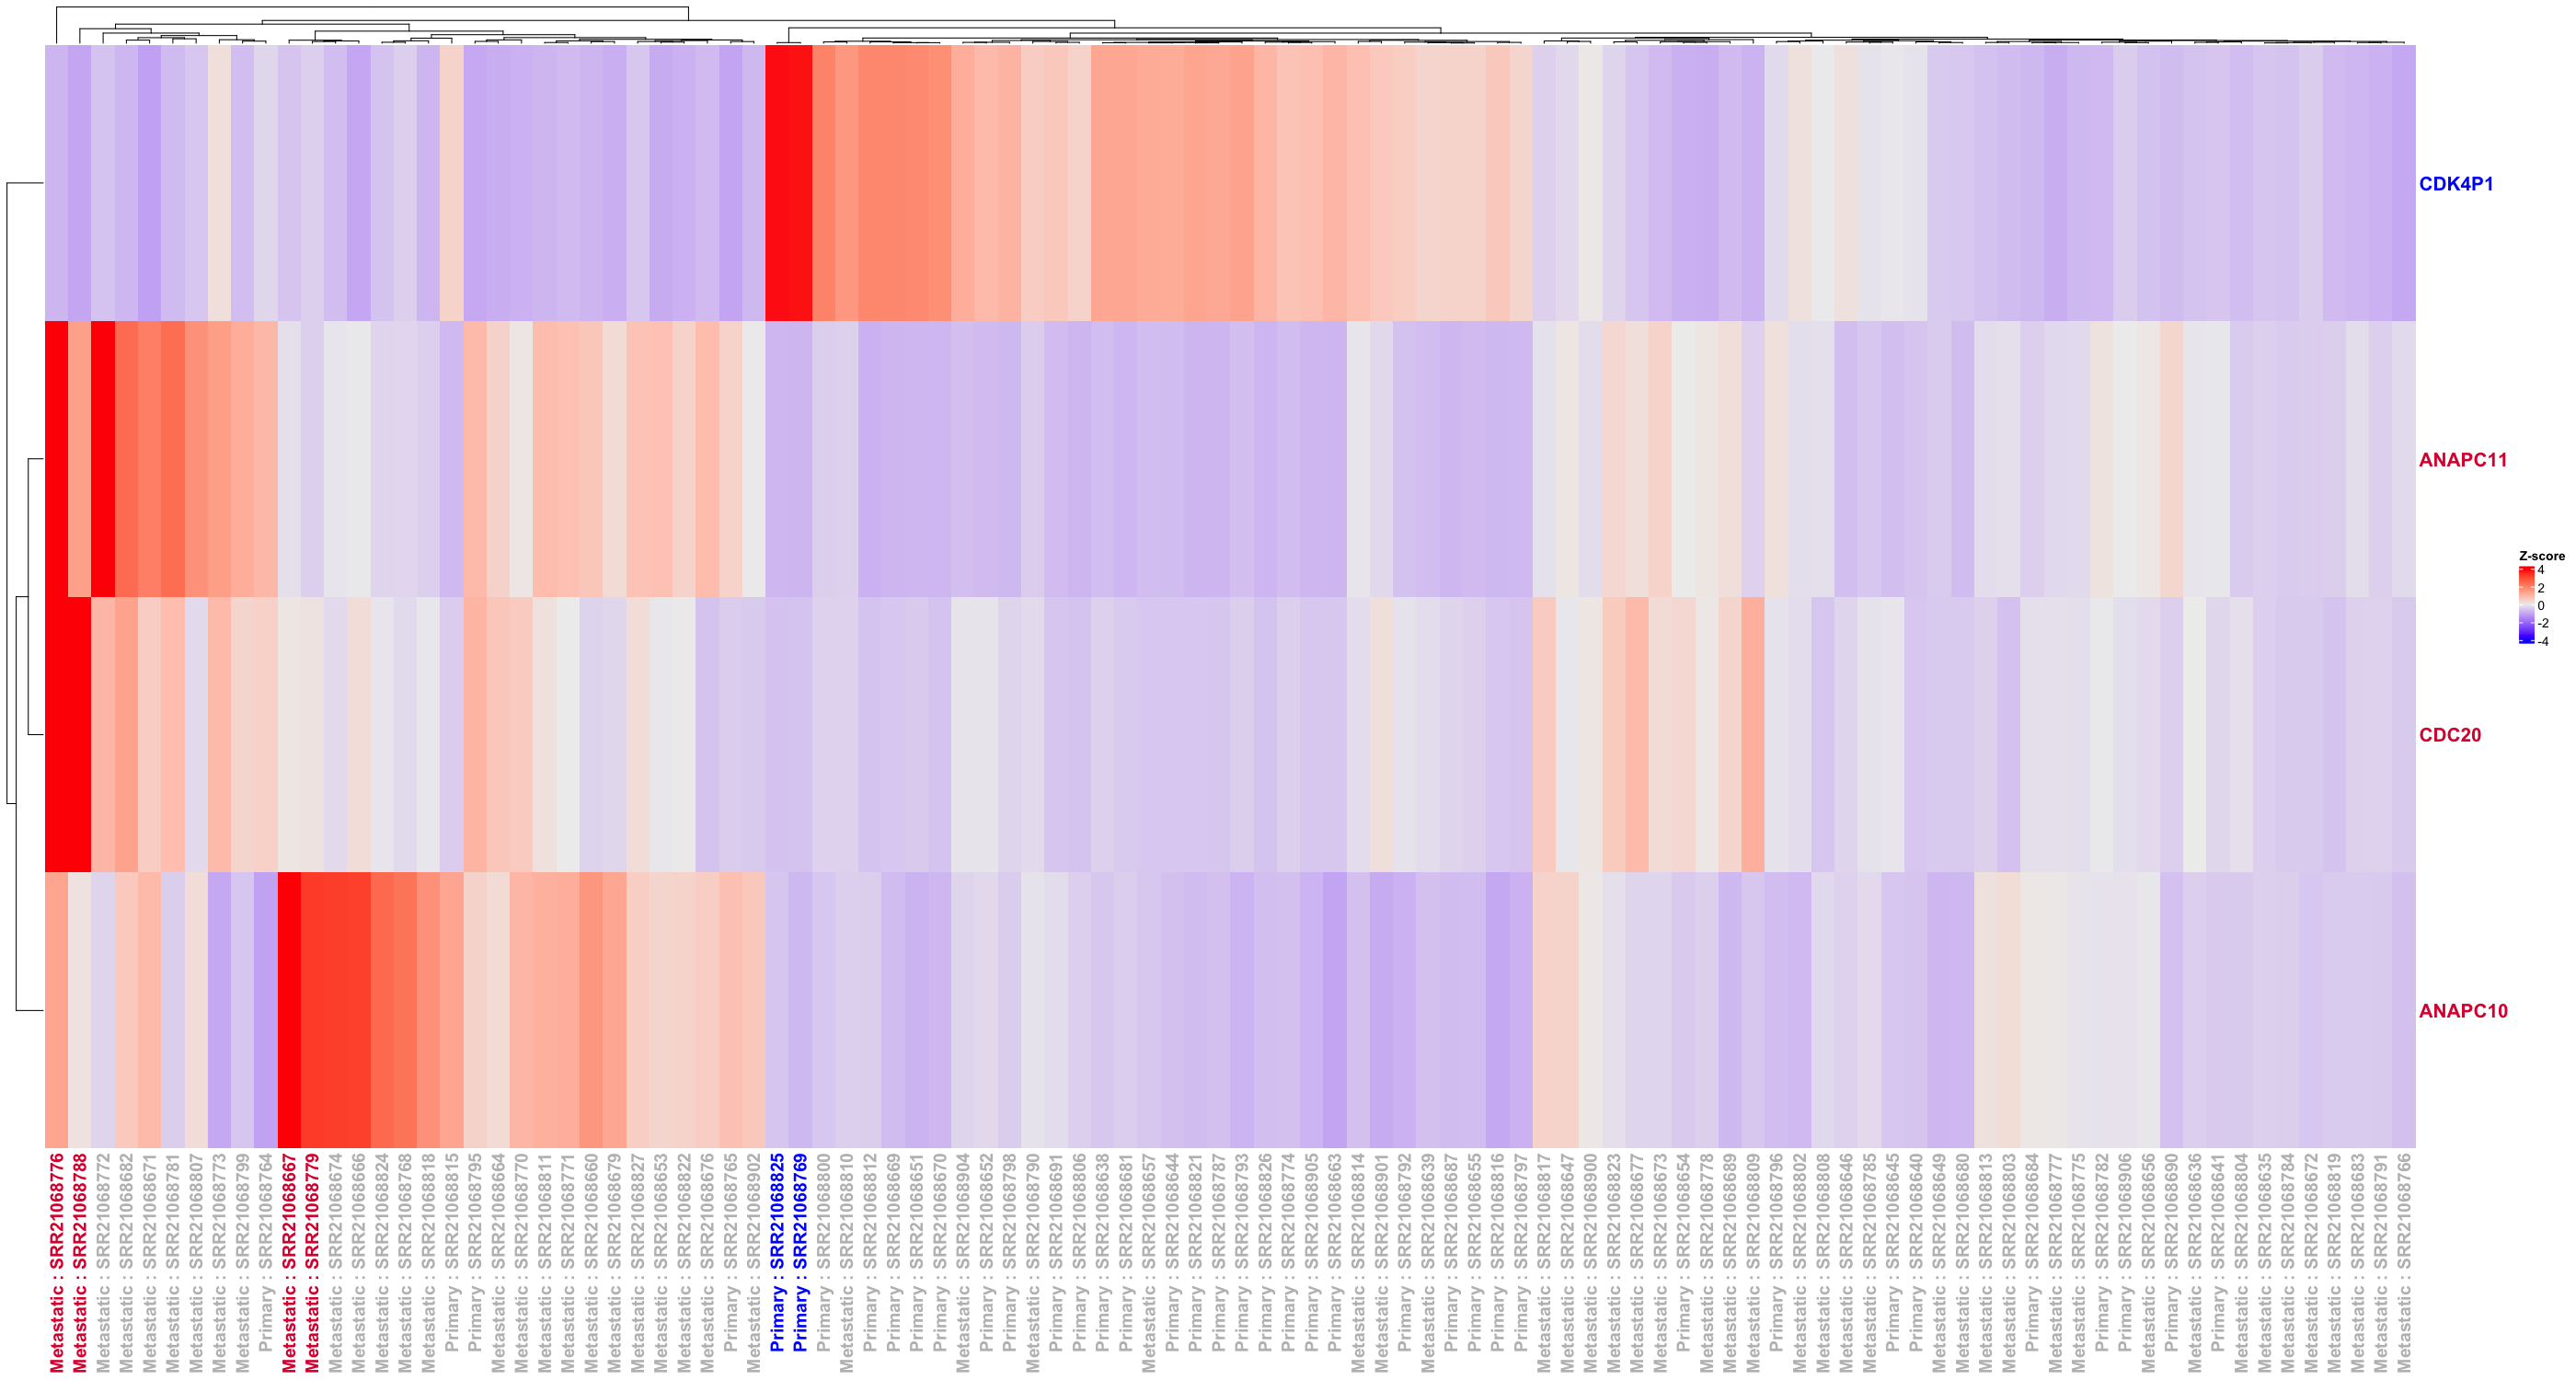 CDK4P1
ANAPC11
Z-score
4
2
0
-2
-4
CDC20
ANAPC10
Metastatic : SRR21068776
Metastatic : SRR21068788
Metastatic : SRR21068772
Metastatic : SRR21068682
Metastatic : SRR21068671
Metastatic : SRR21068781
Metastatic : SRR21068807
Metastatic : SRR21068773
Metastatic : SRR21068799
Primary : SRR21068764
Metastatic : SRR21068667
Metastatic : SRR21068779
Metastatic : SRR21068674
Metastatic : SRR21068666
Metastatic : SRR21068824
Metastatic : SRR21068768
Metastatic : SRR21068818
Primary : SRR21068815
Primary : SRR21068795
Metastatic : SRR21068664
Metastatic : SRR21068770
Metastatic : SRR21068811
Metastatic : SRR21068771
Metastatic : SRR21068660
Metastatic : SRR21068679
Metastatic : SRR21068827
Metastatic : SRR21068653
Metastatic : SRR21068822
Metastatic : SRR21068676
Primary : SRR21068765
Metastatic : SRR21069902
Primary : SRR21068825
Primary : SRR21068769
Primary : SRR21068800
Metastatic : SRR21068810
Primary : SRR21068812
Primary : SRR21068669
Primary : SRR21068651
Primary : SRR21068670
Metastatic : SRR21069904
Primary : SRR21068652
Primary : SRR21068798
Metastatic : SRR21068790
Primary : SRR21068691
Primary : SRR21068806
Primary : SRR21068638
Primary : SRR21068681
Metastatic : SRR21068657
Primary : SRR21068644
Primary : SRR21068821
Primary : SRR21068787
Primary : SRR21068793
Primary : SRR21068826
Primary : SRR21068774
Primary : SRR21069905
Primary : SRR21068663
Metastatic : SRR21068814
Metastatic : SRR21069901
Primary : SRR21068792
Metastatic : SRR21068639
Primary : SRR21068687
Primary : SRR21068655
Primary : SRR21068816
Primary : SRR21068797
Metastatic : SRR21068817
Metastatic : SRR21068647
Metastatic : SRR21069900
Metastatic : SRR21068823
Metastatic : SRR21068677
Metastatic : SRR21068673
Primary : SRR21068654
Metastatic : SRR21068778
Metastatic : SRR21068689
Metastatic : SRR21068809
Primary : SRR21068796
Metastatic : SRR21068802
Metastatic : SRR21068808
Metastatic : SRR21068646
Metastatic : SRR21068785
Primary : SRR21068645
Primary : SRR21068640
Metastatic : SRR21068649
Metastatic : SRR21068680
Metastatic : SRR21068813
Metastatic : SRR21068803
Primary : SRR21068684
Metastatic : SRR21068777
Metastatic : SRR21068775
Primary : SRR21068782
Primary : SRR21069906
Metastatic : SRR21068656
Primary : SRR21068690
Metastatic : SRR21068636
Primary : SRR21068641
Metastatic : SRR21068804
Metastatic : SRR21068635
Metastatic : SRR21068784
Metastatic : SRR21068672
Metastatic : SRR21068819
Metastatic : SRR21068683
Metastatic : SRR21068791
Metastatic : SRR21068766